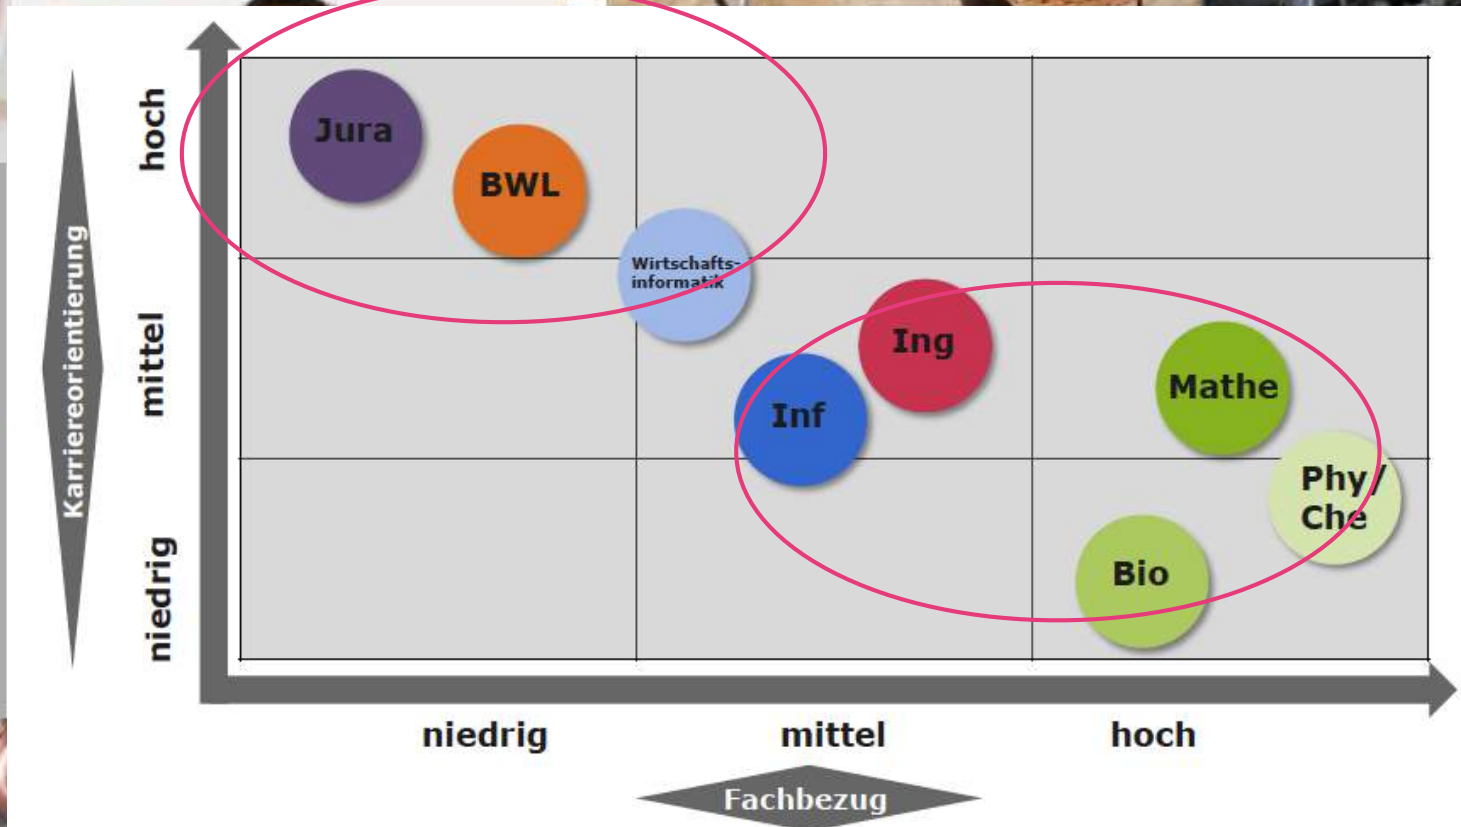 hoch
mittel
niedrig
Karriereorientierung
Jura
BWL
Wirtschafts-
informatik
Ing
Inf
Mathe
Phy/
Che
Bio
niedrig
mittel
hoch
Fachbezug